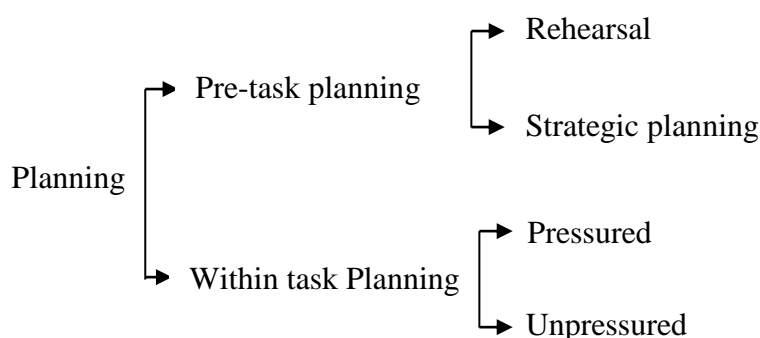 Rehearsal
Pre-task planning
Strategic planning
Planning
Pressured
Within task Planning
Unpressured